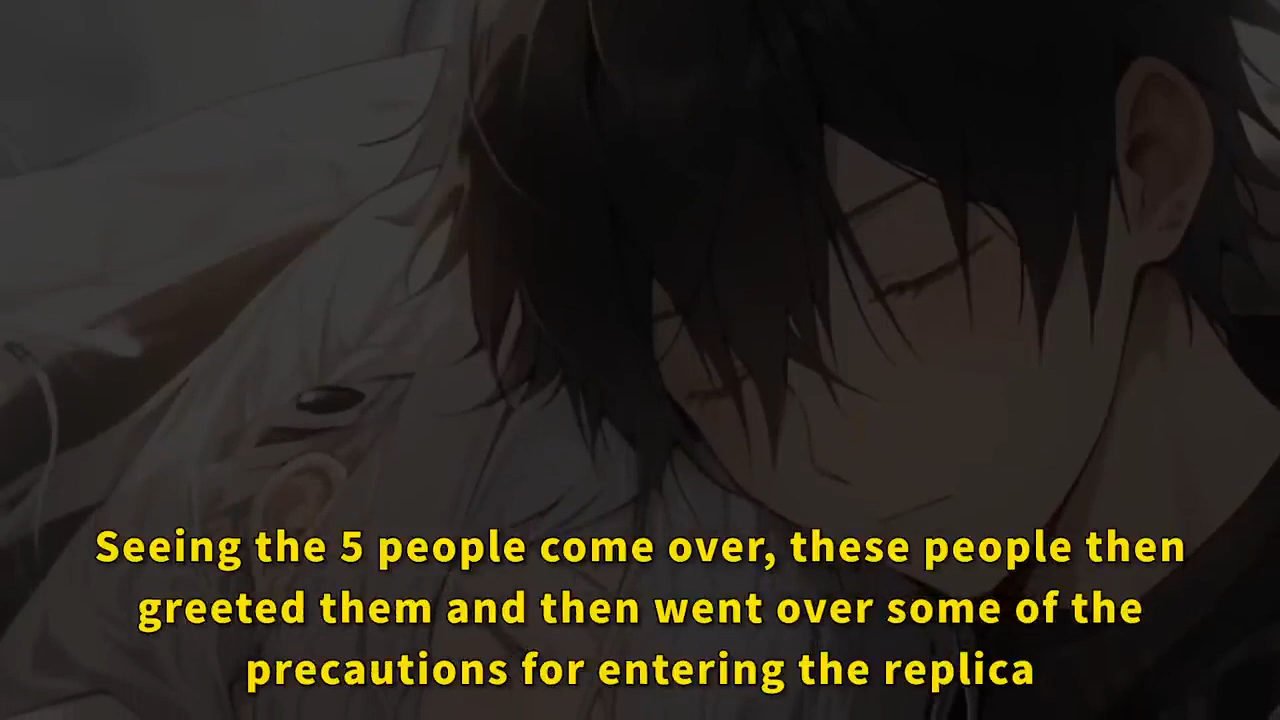 Seeing the 5 people come over, these people then
greeted them and then went over some of the
precautions for entering the replica